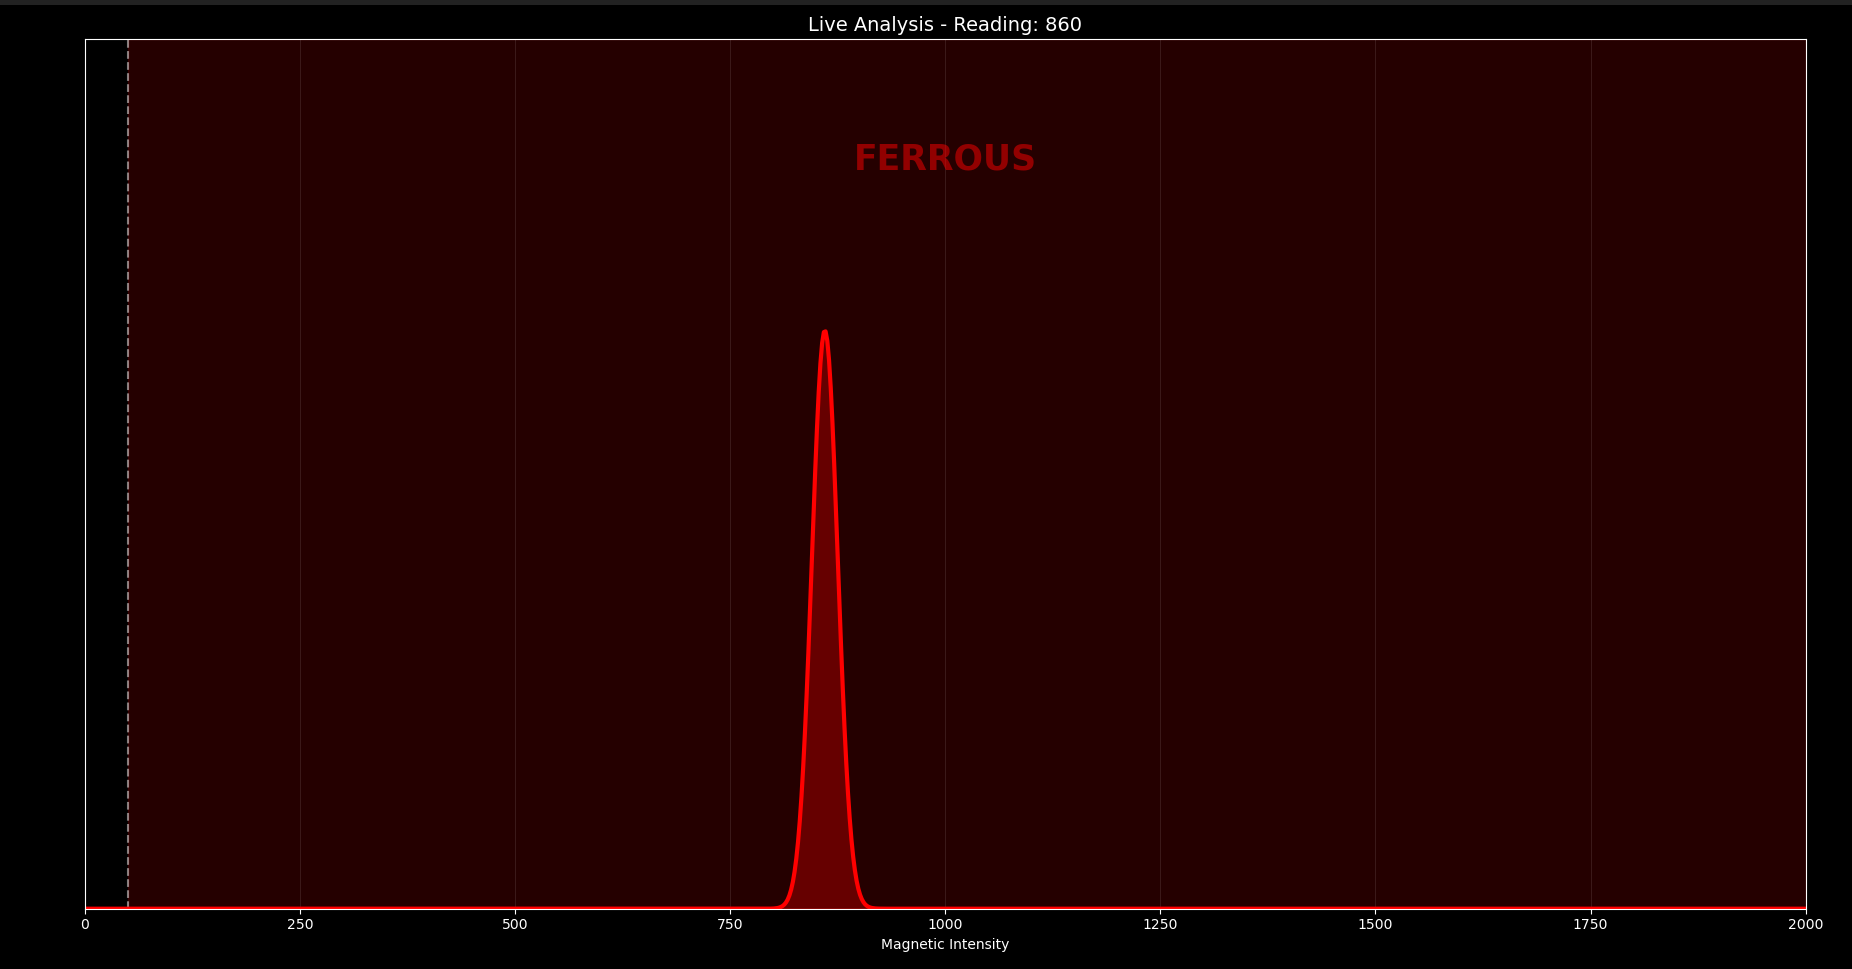 Live Analysis - Reading: 860
FERROUS
0 250 500 750 1000 1250 1500 1750 2000
Magnetic Intensity